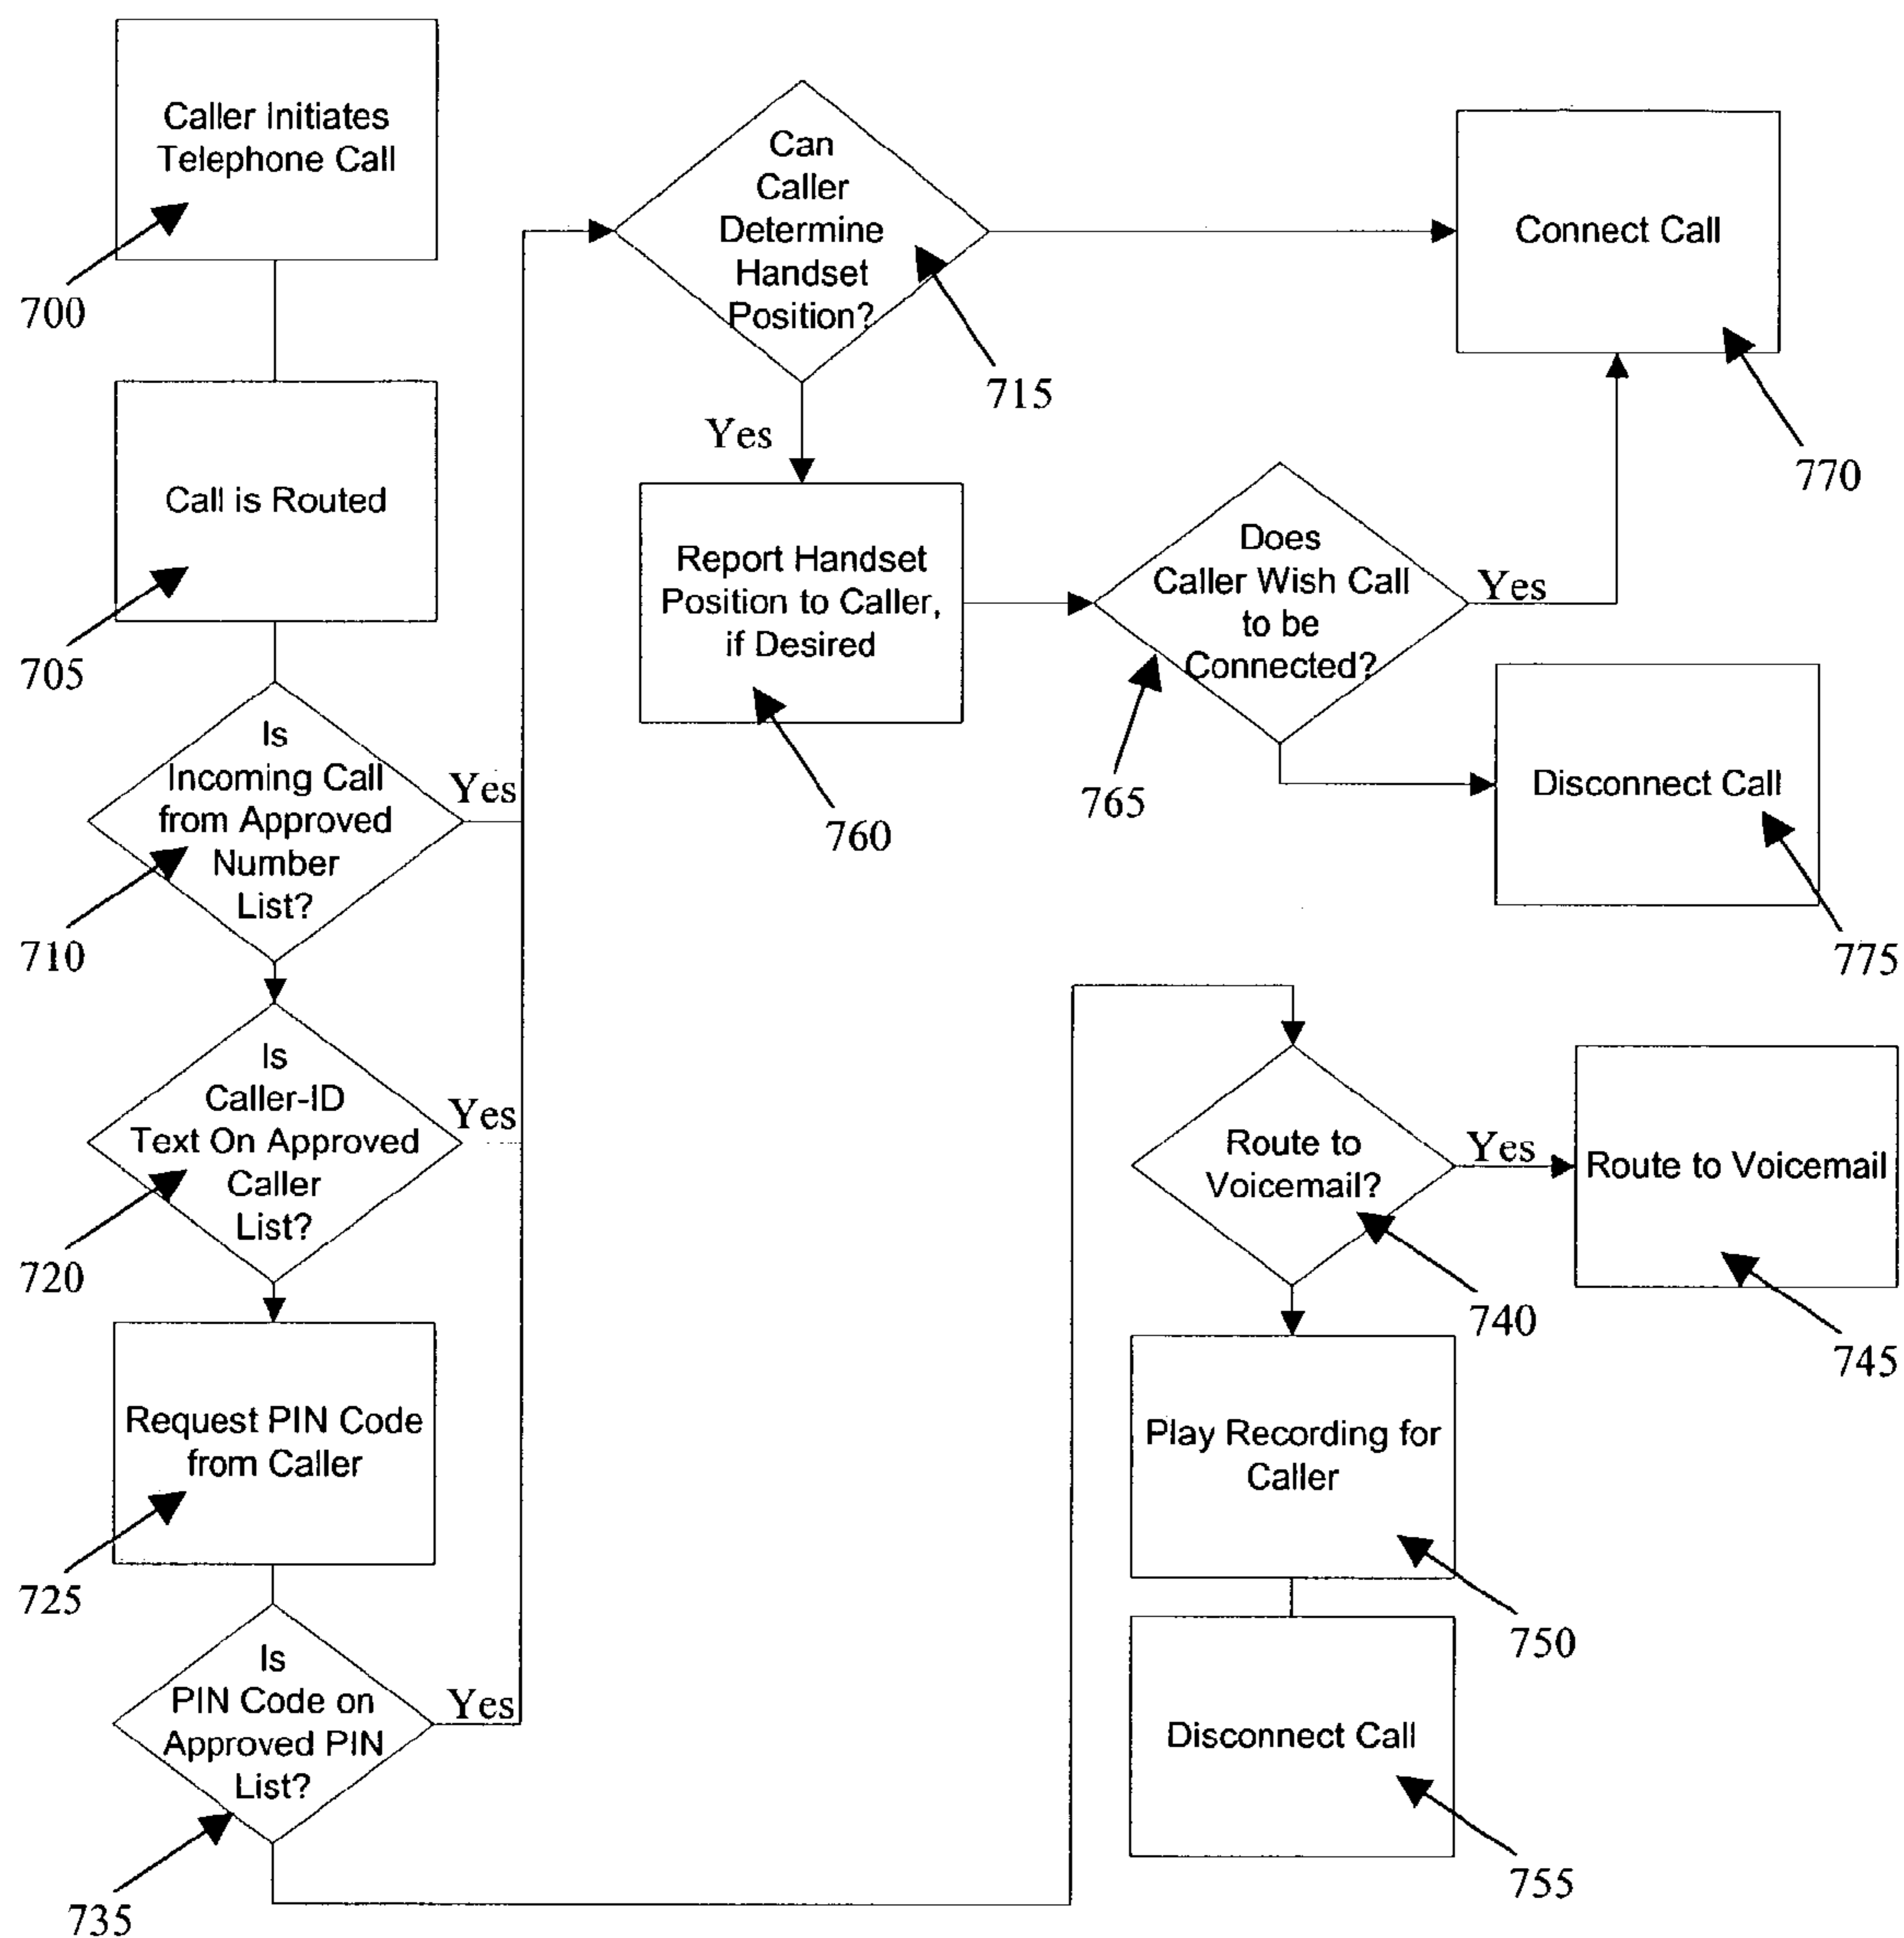 Caller Initiates
Telephone Call
700
Call is Routed
705
Is
Incoming Call
from Approved
Number
List?
Yes
710
Is
Caller-ID
Text On Approved
Caller
List?
Yes
720
Request PIN Code
from Caller
725
Is
PIN Code on
Approved PIN
List?
Yes
735
Can
Caller
Determine
Handset
Position?
715
Yes
Connect Call
770
Report Handset
Position to Caller,
if Desired
760
Does
Caller Wish Call
to be
Connected?
Yes
765
Disconnect Call
775
Route to
Voicemail?
Yes
740
Route to Voicemail
745
Play Recording for
Caller
750
Disconnect Call
755